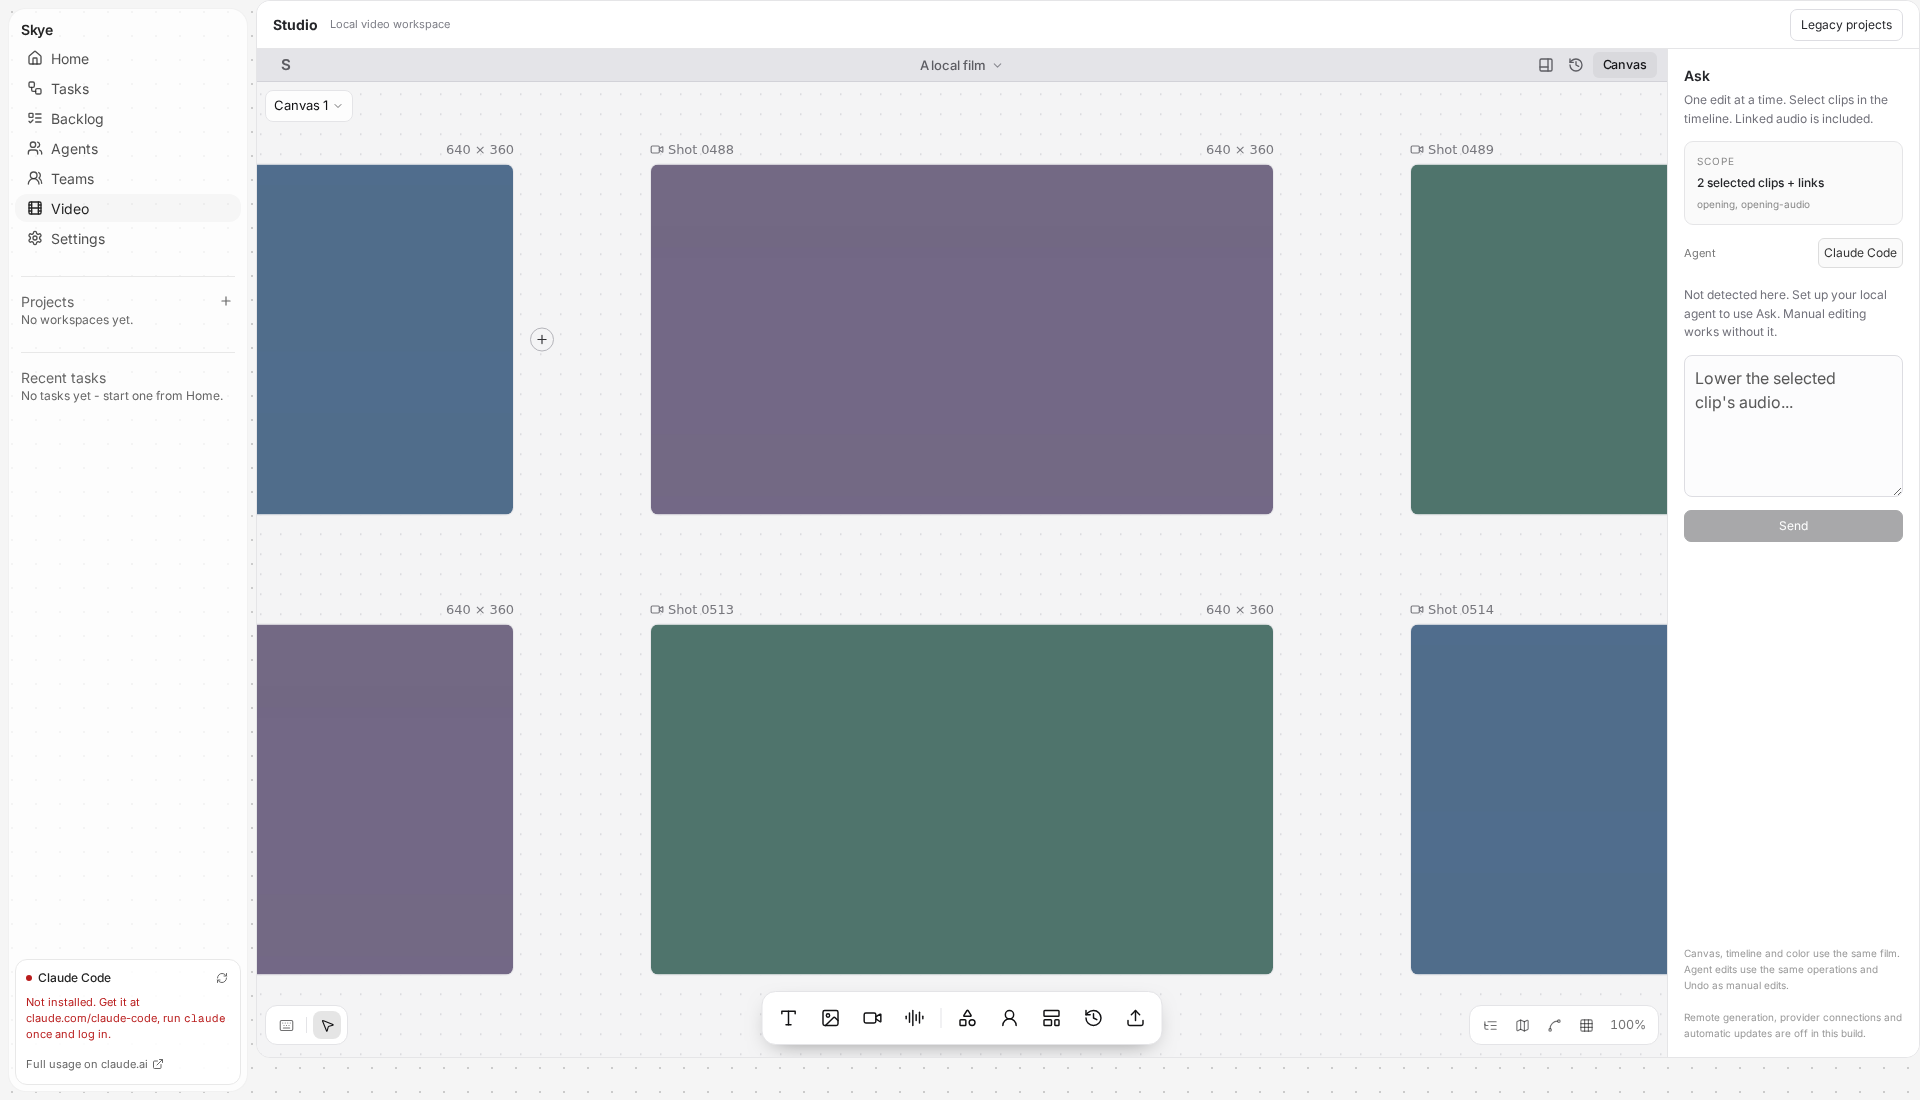 Skye
Home
Tasks
Backlog
Agents
Teams
Video
Settings
Projects
No workspaces yet.
Recent tasks
No tasks yet - start one from Home.
Claude Code
Not installed. Get it at
claude.com/claude-code, run claude
once and log in.
Full usage on claude.ai
Studio
Local video workspace
Legacy projects
S
A local film
Canvas
Canvas 1
640 × 360
Shot 0488
640 × 360
Shot 0489
640 × 360
Shot 0513
640 × 360
Shot 0514
100%
Ask
One edit at a time. Select clips in the
timeline. Linked audio is included.
SCOPE
2 selected clips + links
opening, opening-audio
Agent
Claude Code
Not detected here. Set up your local
agent to use Ask. Manual editing
works without it.
Lower the selected
clip's audio...
Send
Canvas, timeline and color use the same film.
Agent edits use the same operations and
Undo as manual edits.
Remote generation, provider connections and
automatic updates are off in this build.